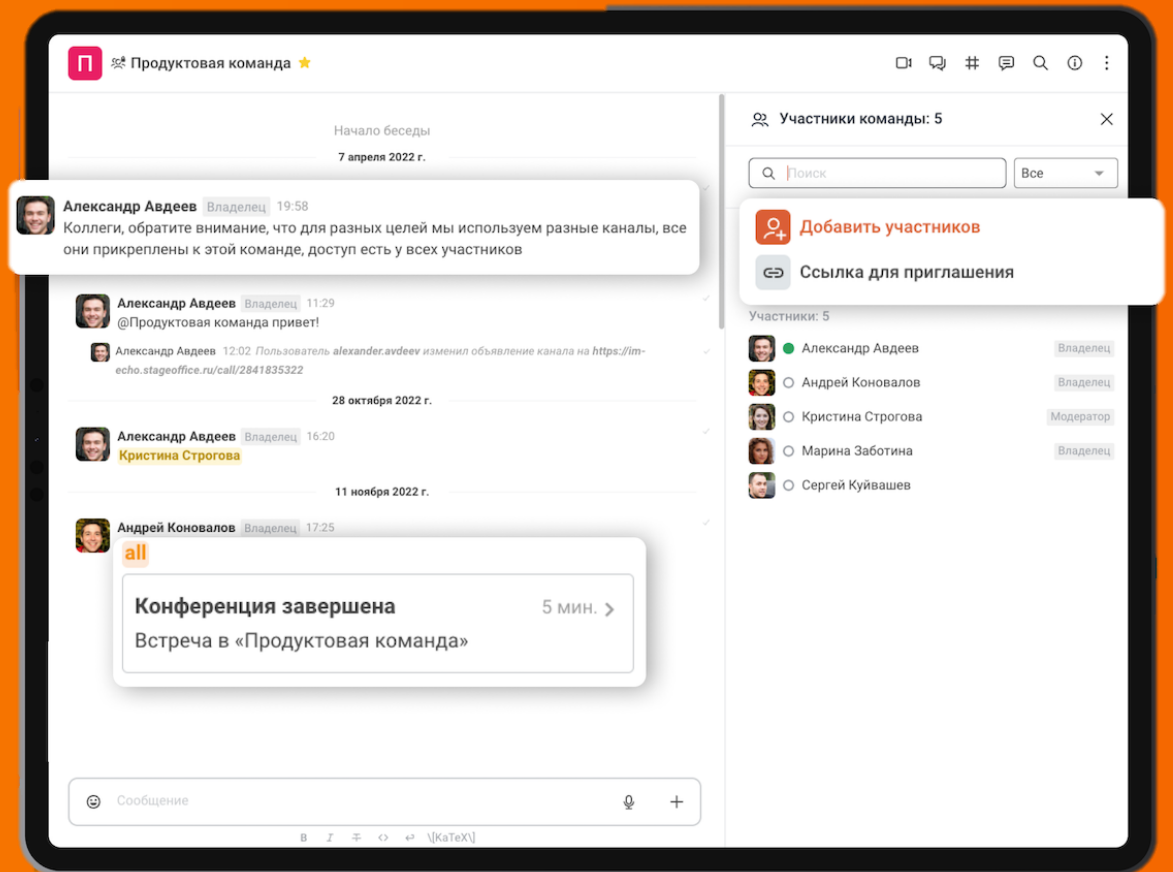 П Продуктовая команда
Начало беседы
7 апреля 2022 г.
Александр Авдеев Владелец 19:58
Коллеги, обратите внимание, что для разных целей мы используем разные каналы, все
они прикреплены к этой команде, доступ есть у всех участников
Александр Авдеев Владелец 11:29
@Продуктовая команда привет!
Александр Авдеев 12:02 Пользователь alexander.avdeev изменил объявление канала на https://im-
echo.stageoffice.ru/call/2841835322
28 октября 2022 г.
Александр Авдеев Владелец 16:20
Кристина Строгова
11 ноября 2022 г.
Андрей Коновалов Владелец 17:25
all
Конференция завершена 5 мин.
Встреча в «Продуктовая команда»
Сообщение
B I T <> \[KaTeX\]
Участники команды: 5
Поиск Все
Добавить участников
Ссылка для приглашения
Участники: 5
Александр Авдеев Владелец
Андрей Коновалов Владелец
Кристина Строгова Модератор
Марина Заботина Владелец
Сергей Куйвашев